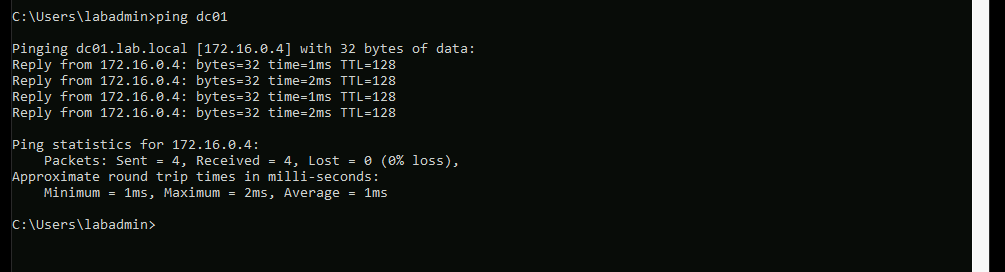 C:\Users\labadmin>ping dc01
Pinging dc01.lab.local [172.16.0.4] with 32 bytes of data:
Reply from 172.16.0.4: bytes=32 time=1ms TTL=128
Reply from 172.16.0.4: bytes=32 time=2ms TTL=128
Reply from 172.16.0.4: bytes=32 time=1ms TTL=128
Reply from 172.16.0.4: bytes=32 time=2ms TTL=128
Ping statistics for 172.16.0.4:
    Packets: Sent = 4, Received = 4, Lost = 0 (0% loss),
Approximate round trip times in milli-seconds:
    Minimum = 1ms, Maximum = 2ms, Average = 1ms
C:\Users\labadmin>